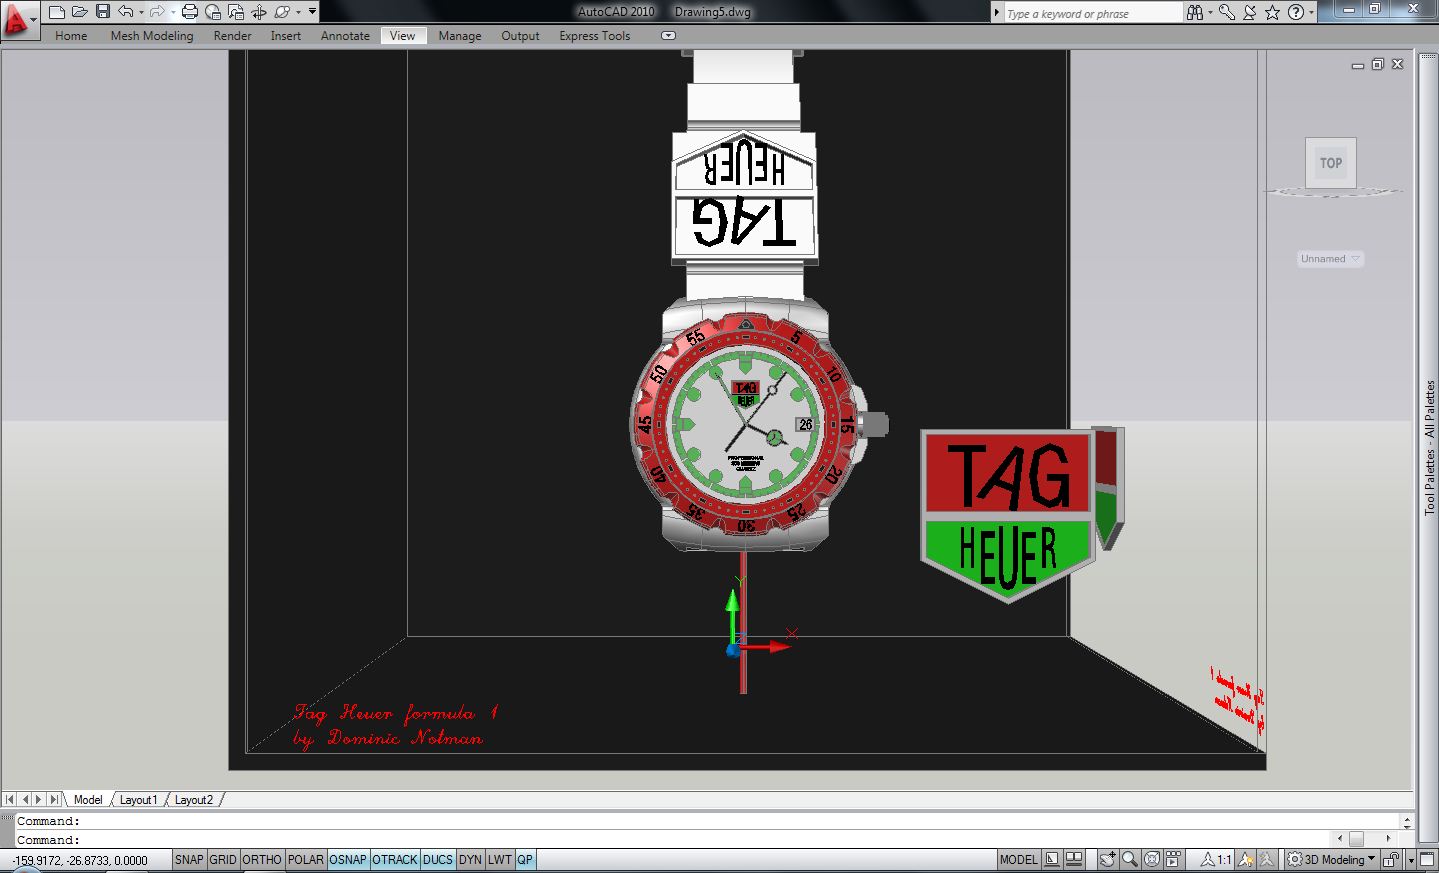 AutoCAD 2010 Drawing5.dwg
Type a keyword or phrase
Home Mesh Modeling Render Insert Annotate View Manage Output Express Tools
TOP
Unnamed
HEUER
TAG
55 5
50 10
45 26 15
40 20
35 30 25
TAG
HEUER
PROFESSIONAL
QUARTZ
TAG
HEUER
Tag Heuer formula 1
by Dominic Notman
Tool Palettes - All Palettes
Model Layout1 Layout2
Command:
Command:
-159.9172, -26.8733, 0.0000 SNAP GRID ORTHO POLAR OSNAP OTRACK DUCS DYN LWT QP MODEL 1:1 3D Modeling